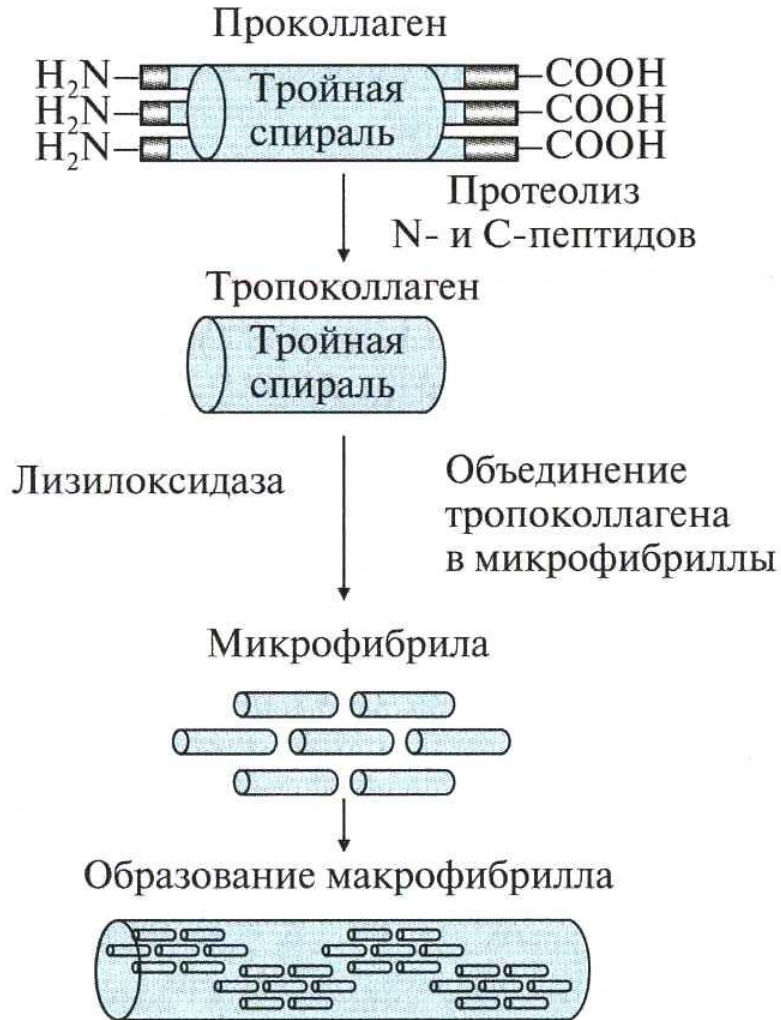 Проколлаген
H₂N
COOH
Тройная
H₂N
COOH
спираль
H₂N
COOH
Протеолиз
N- и С-пептидов
Тропоколлаген
Тройная
спираль
Лизилоксидаза
Объединение
тропоколлагена
в микрофибриллы
Микрофибрила
Образование макрофибрилла